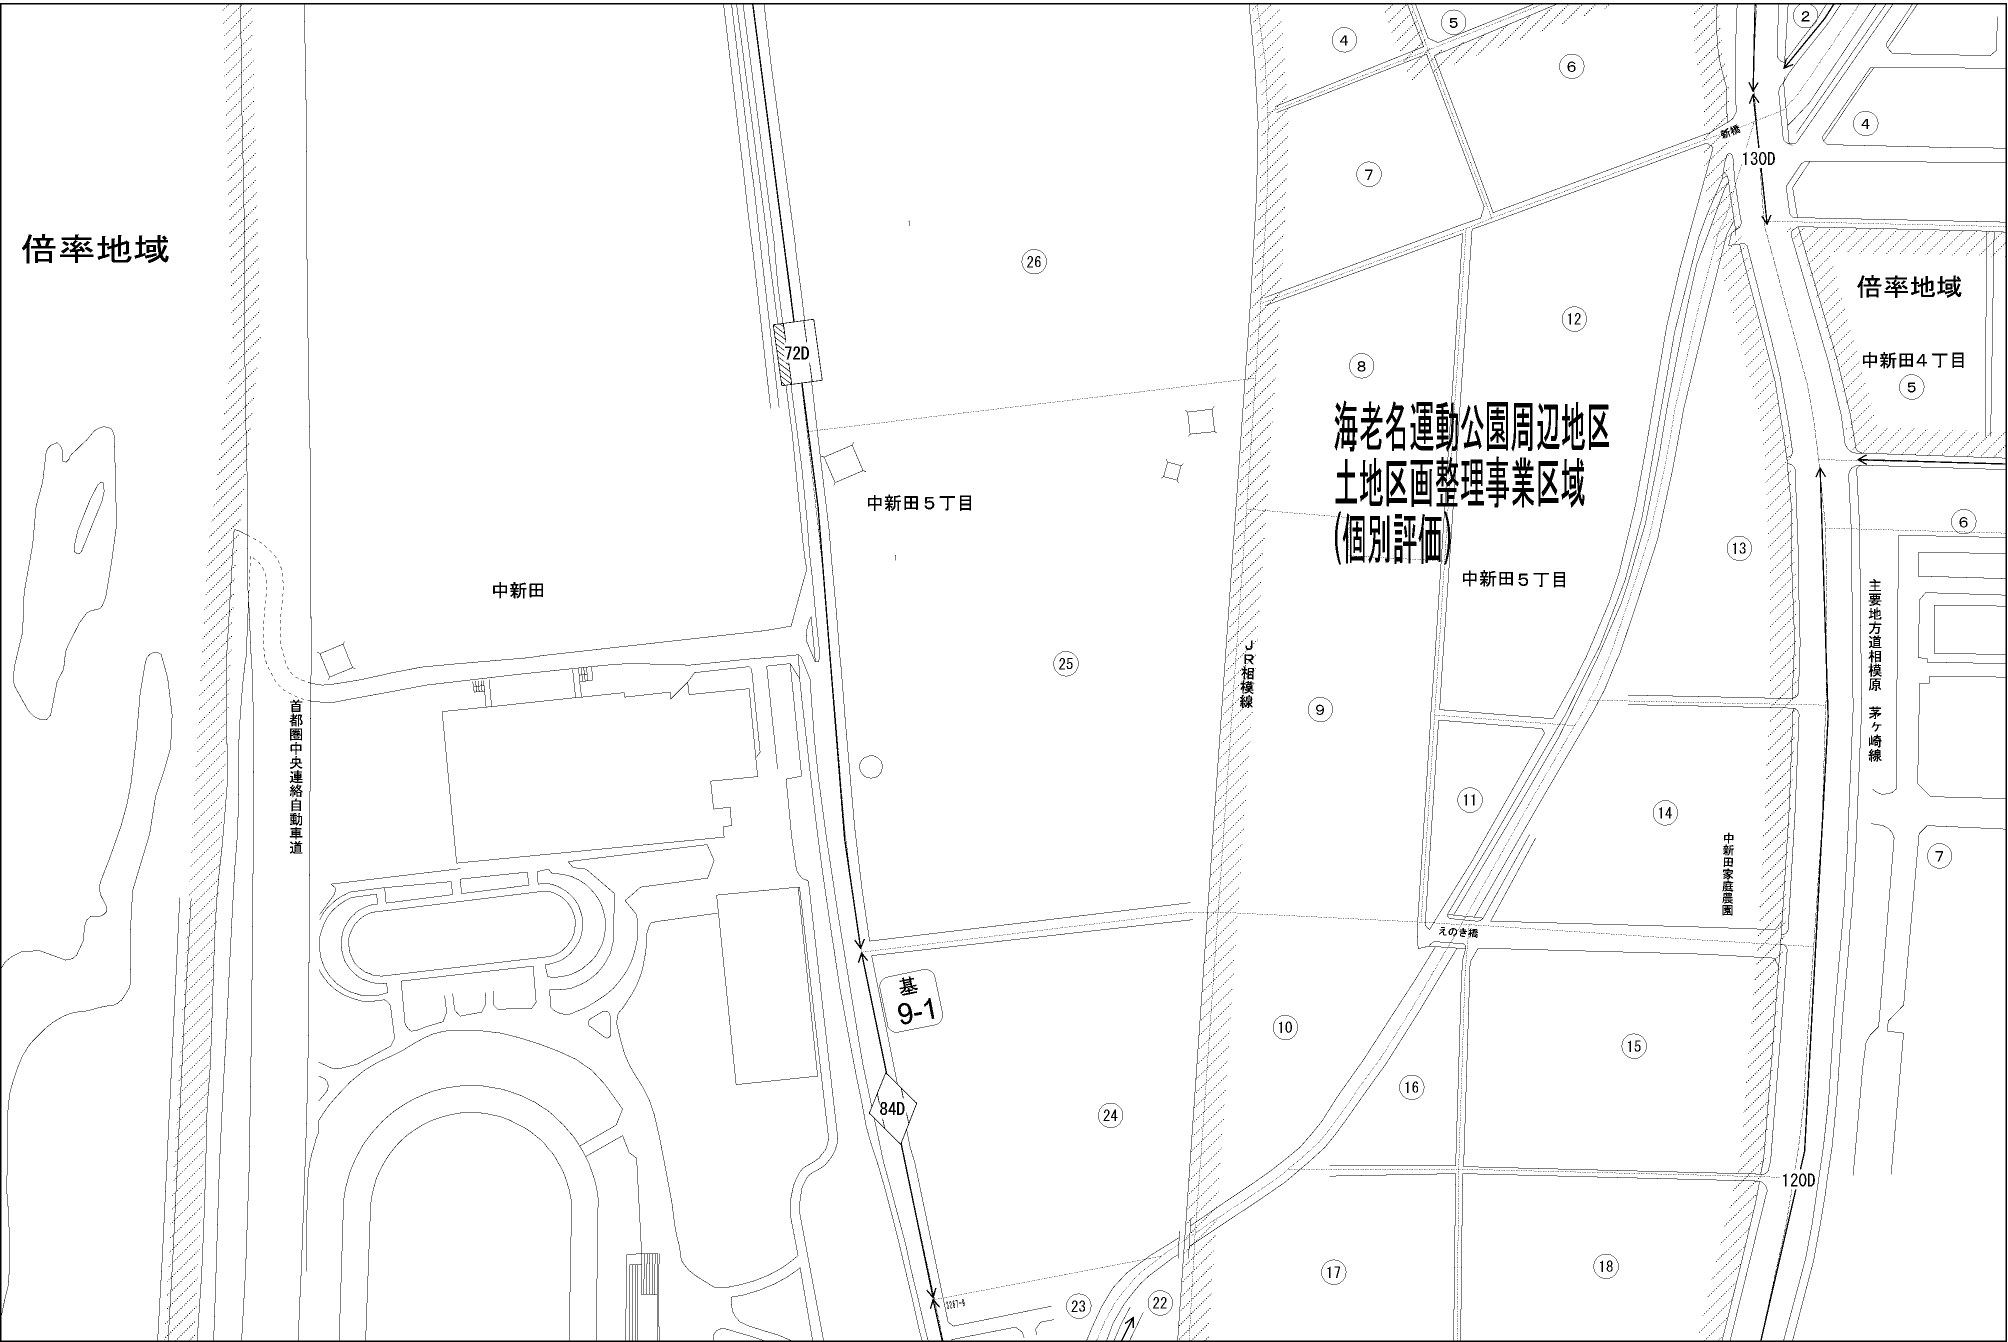 ②
⑤
④
⑥
新橋
④
130D
⑦
倍率地域
1
㉖
倍率地域
⑫
72D
中新田4丁目
⑧
⑤
海老名運動公園周辺地区
土地区画整理事業区域
(個別評価)
中新田5丁目
⑥
⑬
1
中新田5丁目
中新田
主要地方道相模原 茅ヶ崎線
JR相模線
㉕
⑨
首都圏中央連絡自動車道
⑪
⑭
中新田家庭農園
⑦
えのき橋
基
9-1
⑩
⑮
⑯
84D
㉔
120D
⑰
⑱
㉓
㉒